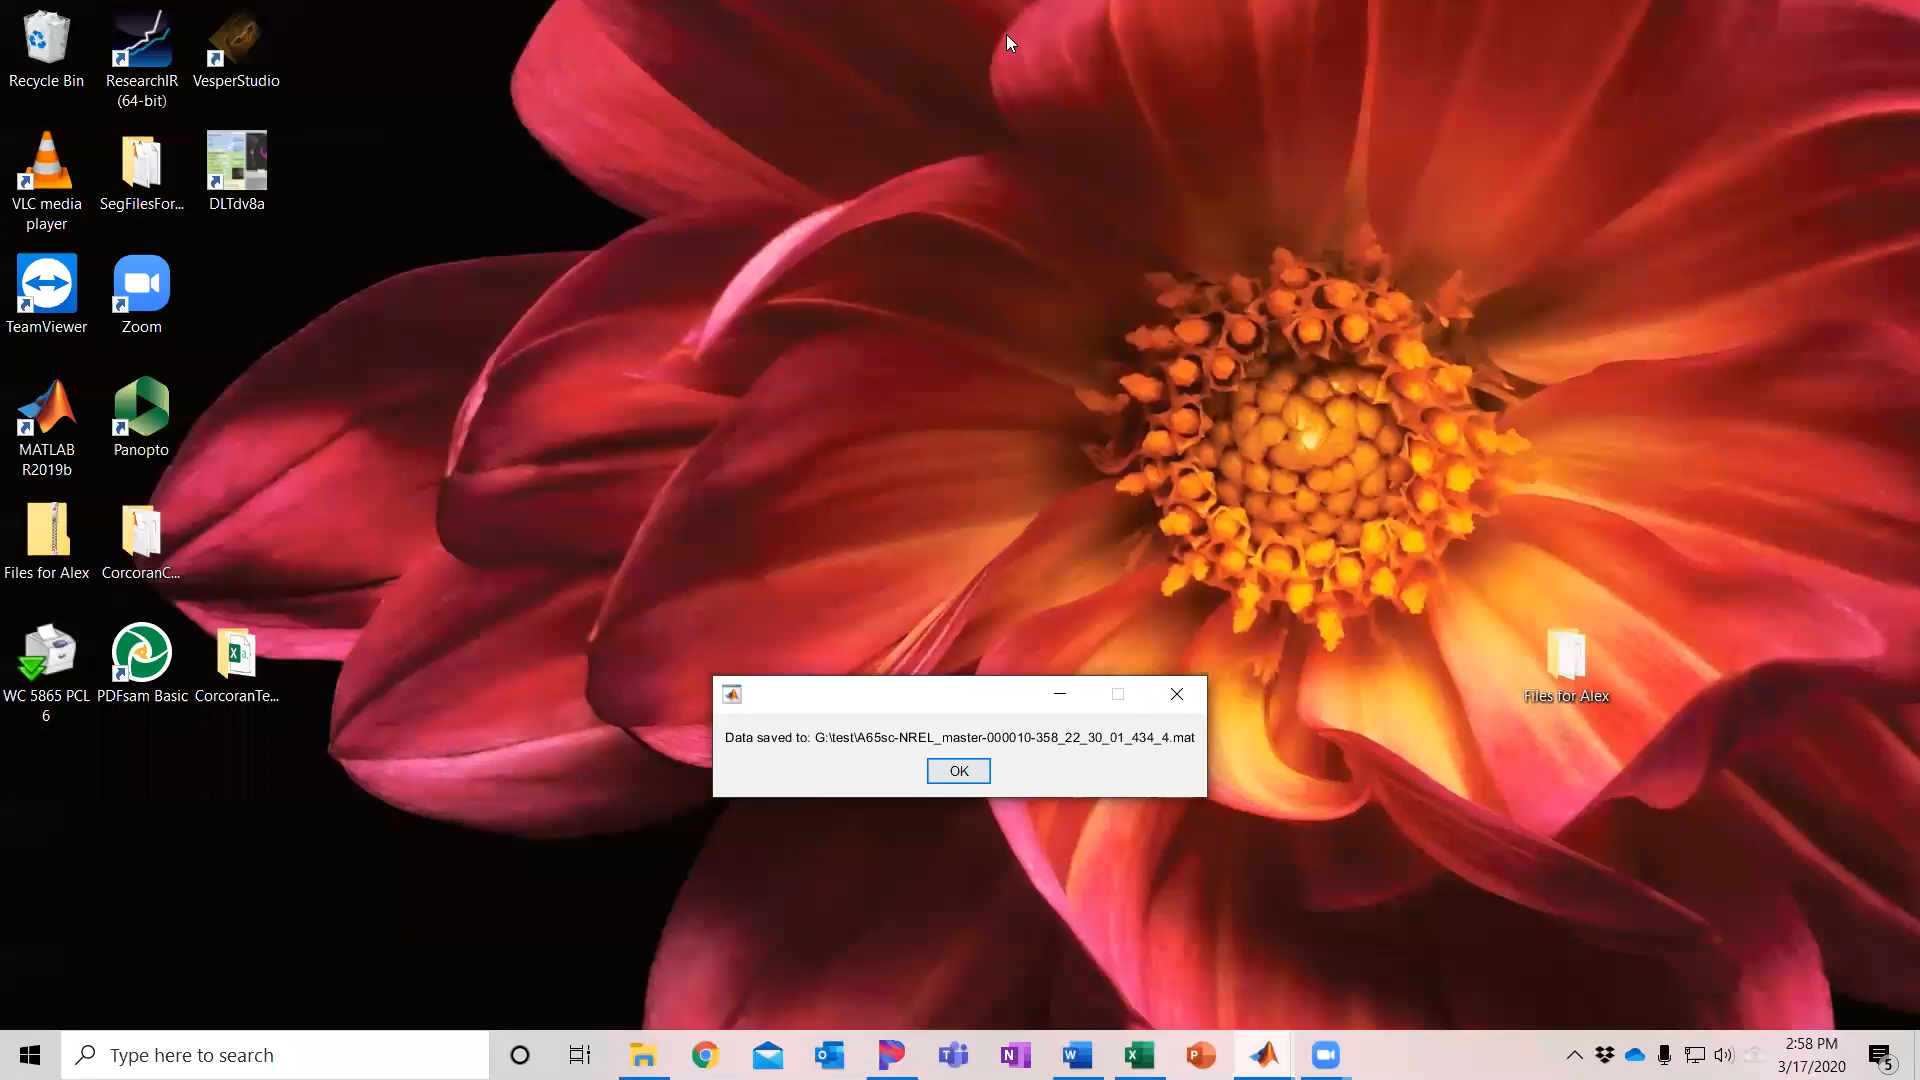 Recycle Bin
ResearchIR
(64-bit)
VesperStudio
VLC media
player
SegFilesFor...
DLTdv8a
TeamViewer
Zoom
MATLAB
R2019b
Panopto
Files for Alex
CorcoranC...
WC 5865 PCL
6
PDFsam Basic
CorcoranTe...
Files for Alex
Data saved to: G:\test\A65sc-NREL_master-000010-358_22_30_01_434_4.mat
OK
Type here to search
2:58 PM
3/17/2020
5